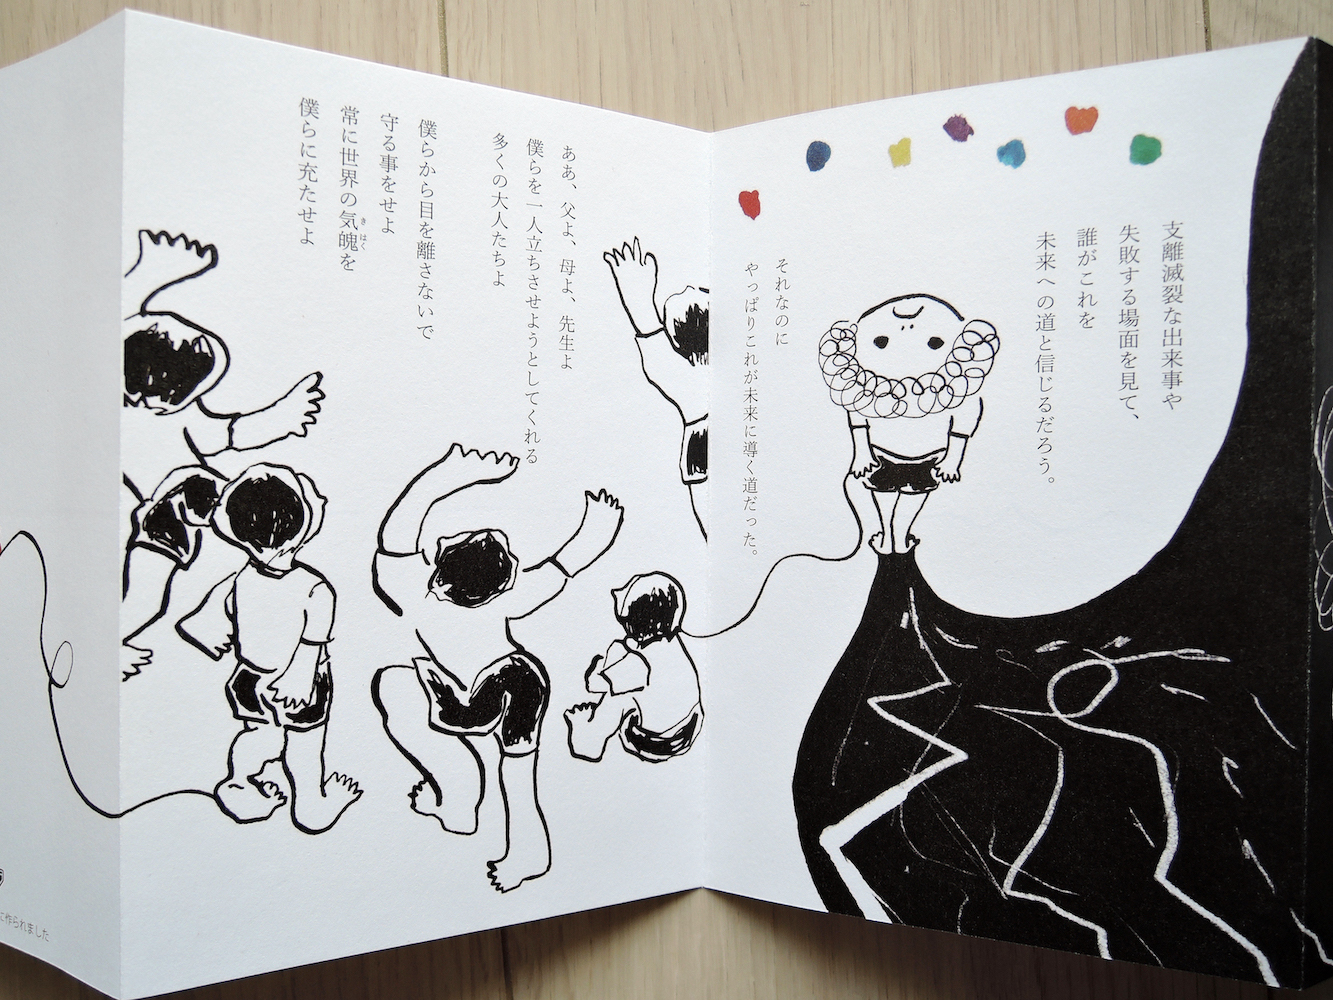 支離滅裂な出来事や
失敗する場面を見て、
誰がこれを
未来への道と信じるだろう。
それなのに
やっぱりこれが未来に導く道だった。
ああ、父よ、母よ、先生よ
僕らを一人立ちさせようとしてくれる
多くの大人たちよ
僕らから目を離さないで
守る事をせよ
常に世界の気魄を
きはく
僕らに充たせよ
に作られました